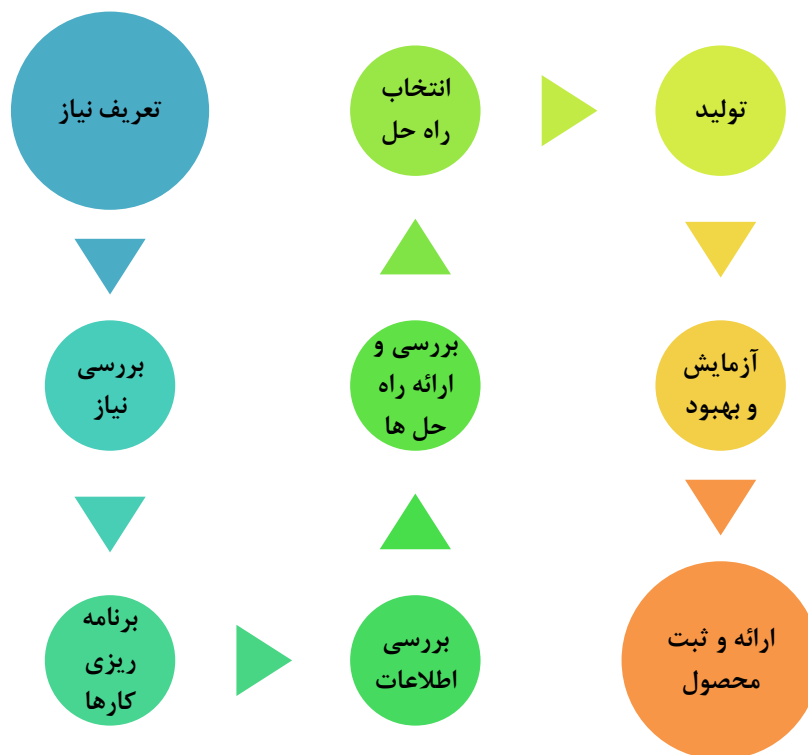 تعریف نیاز
بررسی
نیاز
برنامه
ریزی
کارها
بررسی
اطلاعات
بررسی و
ارائه راه
حل ها
انتخاب
راه حل
تولید
آزمایش
و بهبود
ارائه و ثبت
محصول